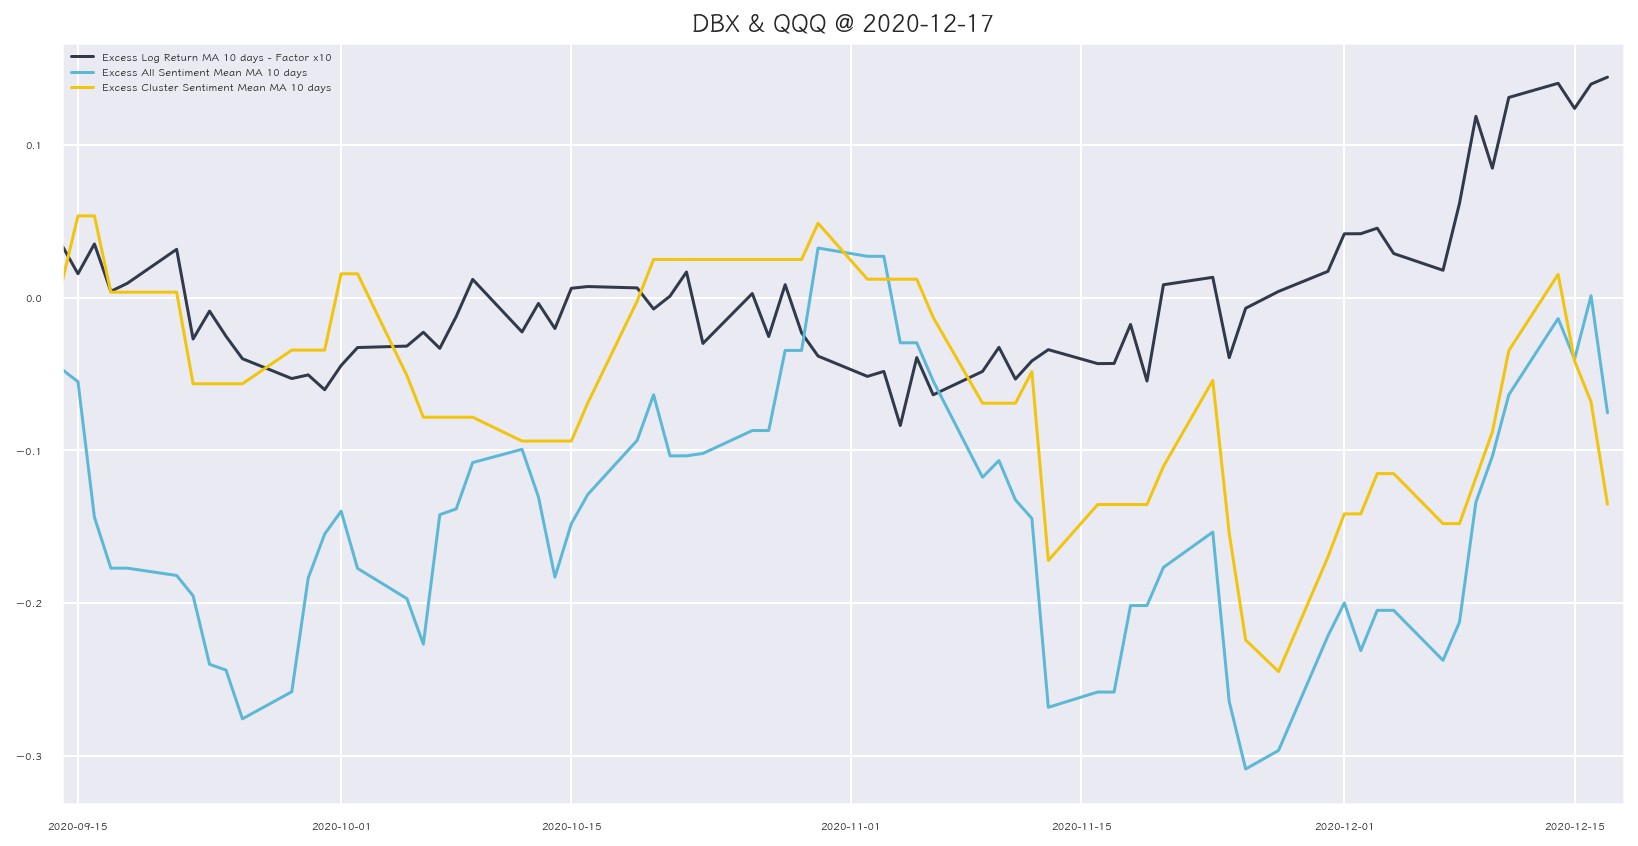 DBX & QQQ @ 2020-12-17
Excess Log Return MA 10 days - Factor x10
Excess All Sentiment Mean MA 10 days
Excess Cluster Sentiment Mean MA 10 days
0.1
0.0
−0.1
−0.2
−0.3
2020-09-15 2020-10-01 2020-10-15 2020-11-01 2020-11-15 2020-12-01 2020-12-15